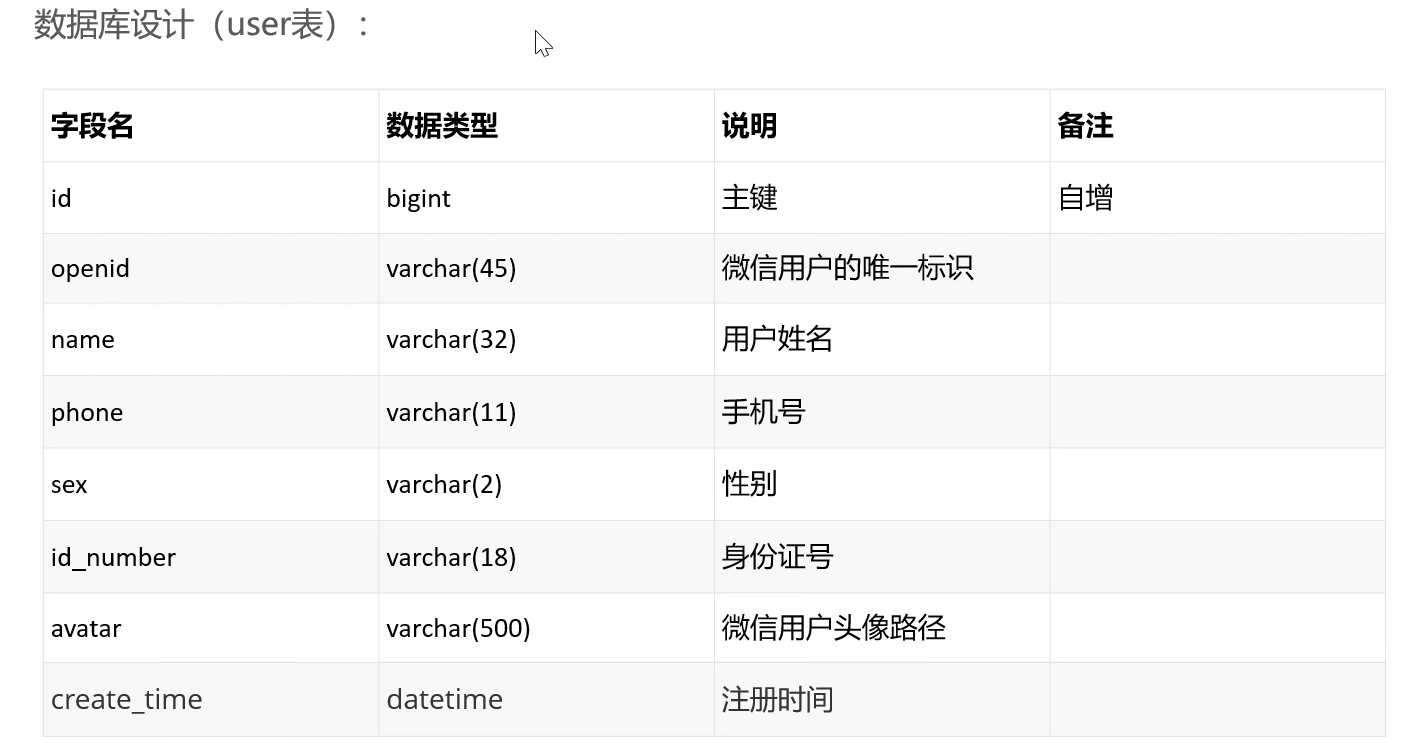 数据库设计（user表）：
字段名 数据类型 说明 备注
id bigint 主键 自增
openid varchar(45) 微信用户的唯一标识
name varchar(32) 用户姓名
phone varchar(11) 手机号
sex varchar(2) 性别
id_number varchar(18) 身份证号
avatar varchar(500) 微信用户头像路径
create_time datetime 注册时间